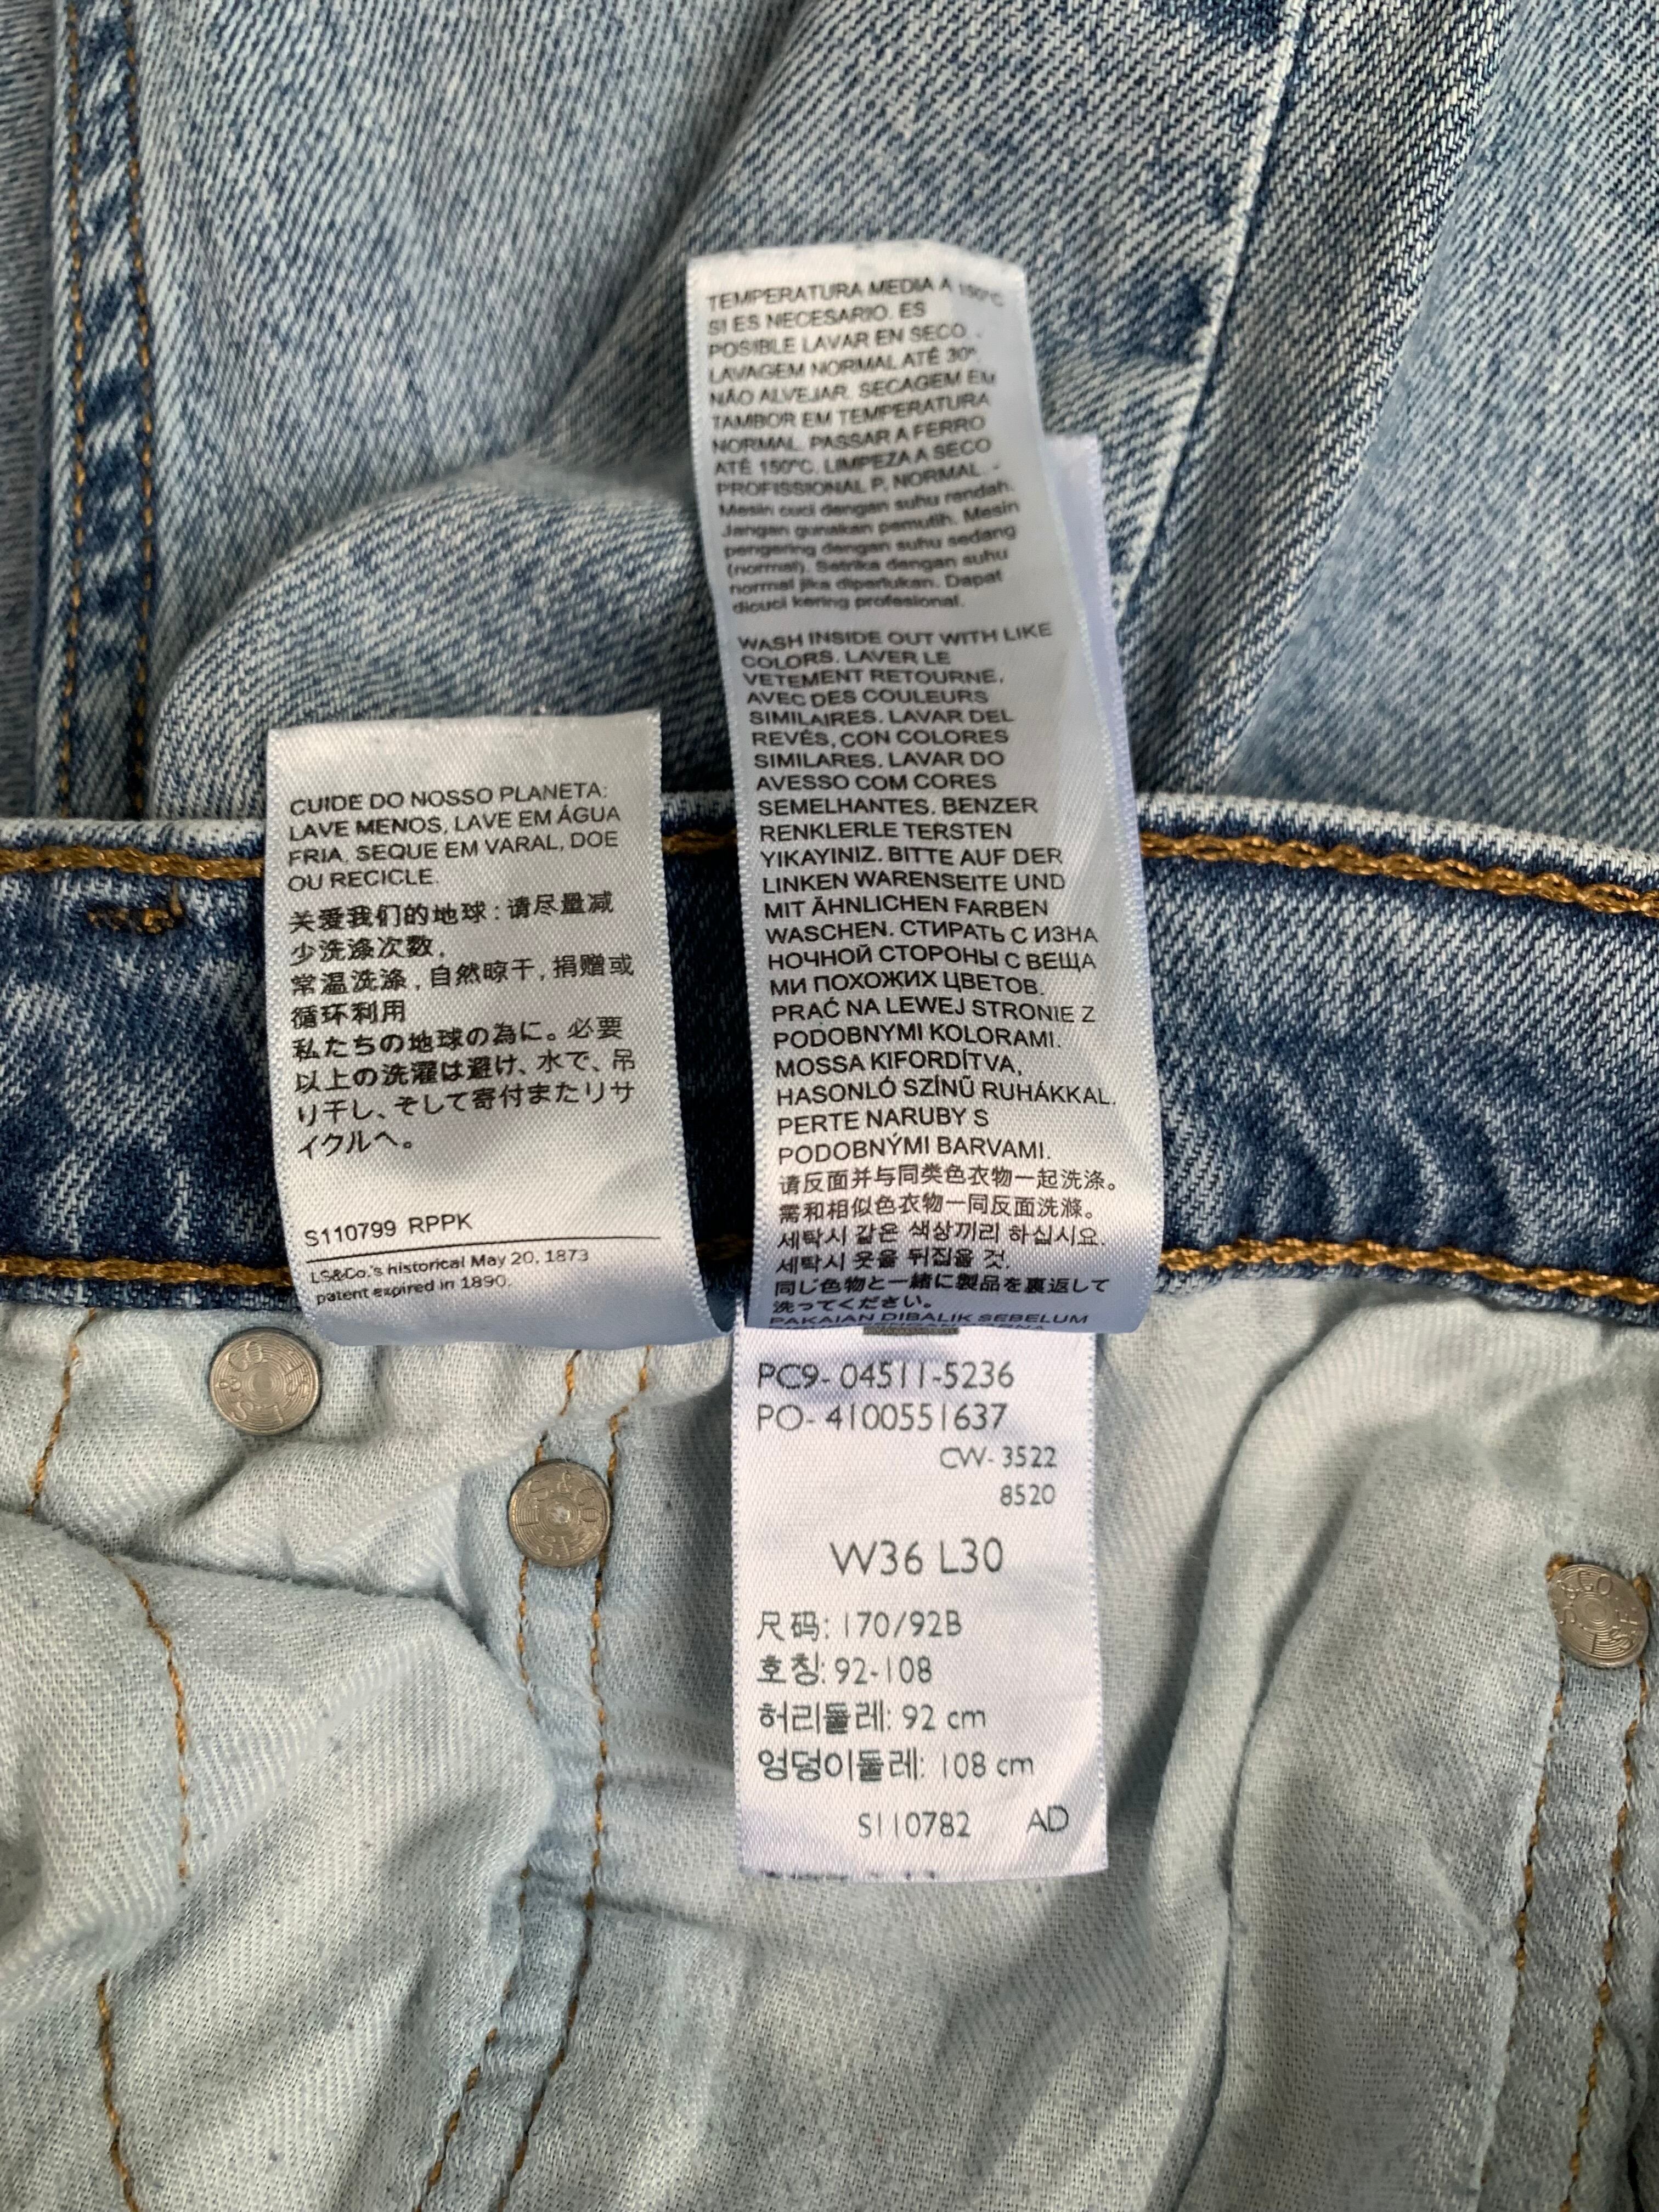 TEMPERATURA MEDIA A 150°C
SI ES NECESARIO. ES
POSIBLE LAVAR EN SECO. -
LAVAGEM NORMAL ATÉ 30º.
NÃO ALVEJAR. SECAGEM EM
TAMBOR EM TEMPERATURA
NORMAL. PASSAR A FERRO
ATÉ 150ºC. LIMPEZA A SECO
PROFISSIONAL P, NORMAL. -
Mesin cuci dengan suhu rendah.
Jangan gunakan pemutih. Mesin
pengering dengan suhu sedang
(normal). Setrika dengan suhu
normal jika diperlukan. Dapat
dicuci kering profesional.
WASH INSIDE OUT WITH LIKE
COLORS. LAVER LE
VETEMENT RETOURNE,
AVEC DES COULEURS
SIMILAIRES. LAVAR DEL
REVÉS, CON COLORES
SIMILARES. LAVAR DO
AVESSO COM CORES
SEMELHANTES. BENZER
RENKLERLE TERSTEN
YIKAYINIZ. BITTE AUF DER
LINKEN WARENSEITE UND
MIT ÄHNLICHEN FARBEN
WASCHEN. СТИРАТЬ С ИЗНА
НОЧНОЙ СТОРОНЫ С ВЕЩА
МИ ПОХОЖИХ ЦВЕТОВ.
PRAĆ NA LEWEJ STRONIE Z
PODOBNYMI KOLORAMI.
MOSSA KIFORDÍTVA,
HASONLÓ SZÍNŰ RUHÁKKAL.
PERTE NARUBY S
PODOBNÝMI BARVAMI.
请反面并与同类色衣物一起洗涤。
需和相似色衣物一同反面洗滌。
세탁시 같은 색상끼리 하십시요.
세탁시 옷을 뒤집을 것.
同じ色物と一緒に製品を裏返して
洗ってください。
PAKAIAN DIBALIK SEBELUM
CUIDE DO NOSSO PLANETA:
LAVE MENOS, LAVE EM ÁGUA
FRIA, SEQUE EM VARAL, DOE
OU RECICLE.
关爱我们的地球：请尽量减
少洗涤次数，
常温洗涤，自然晾干，捐赠或
循环利用
私たちの地球の為に。必要
以上の洗濯は避け、水で、吊
り干し、そして寄付またリサ
イクルへ。
S110799 RPPK
LS&Co.'s historical May 20, 1873
patent expired in 1890.
PC9- 04511-5236
PO- 4100551637
CW- 3522
8520
W36 L30
尺码: 170/92B
호칭: 92-108
허리둘레: 92 cm
엉덩이둘레: 108 cm
S110782 AD